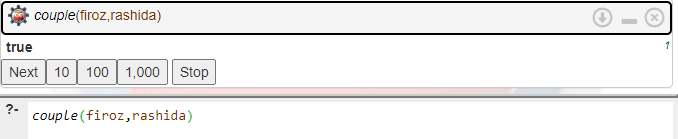 couple(firoz,rashida)
true 1
Next 10 100 1,000 Stop
?- couple(firoz,rashida)